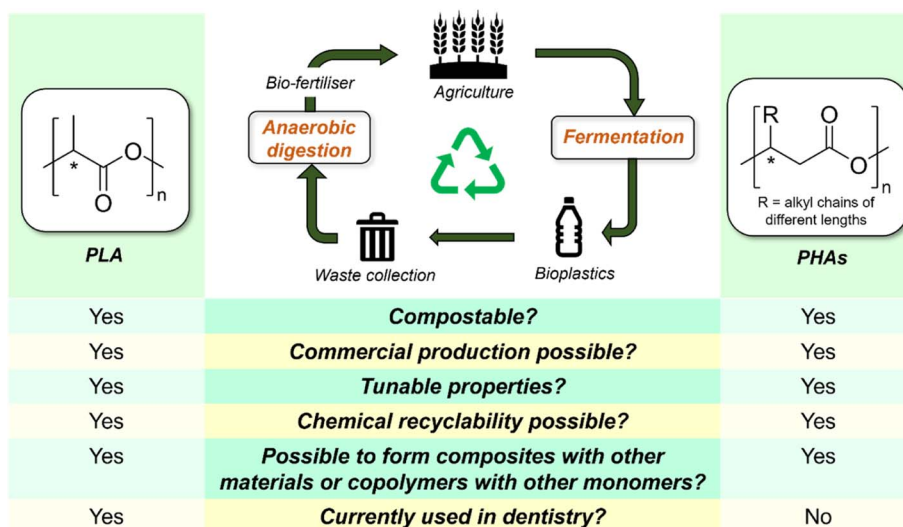 Bio-fertiliser
Agriculture
Anaerobic
digestion
Fermentation
Waste collection
Bioplastics
*
O
O
n
PLA
R
*
O
O
n
R = alkyl chains of
different lengths
PHAs
Yes Compostable? Yes
Yes Commercial production possible? Yes
Yes Tunable properties? Yes
Yes Chemical recyclability possible? Yes
Yes Possible to form composites with other Yes
materials or copolymers with other monomers?
Yes Currently used in dentistry? No